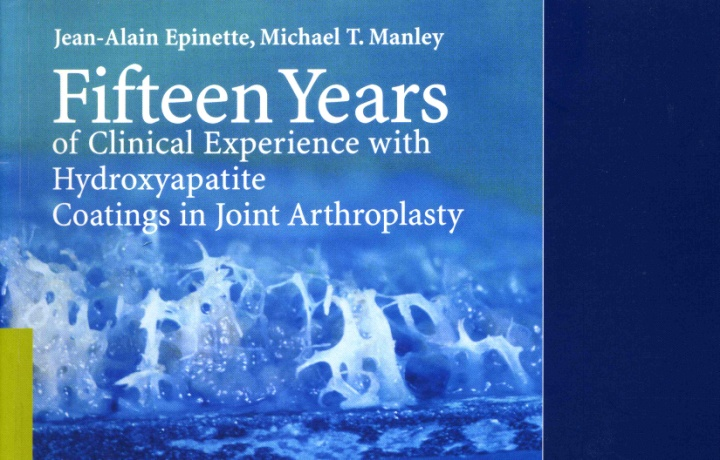 Jean-Alain Epinette, Michael T. Manley
Fifteen Years
of Clinical Experience with
Hydroxyapatite
Coatings in Joint Arthroplasty